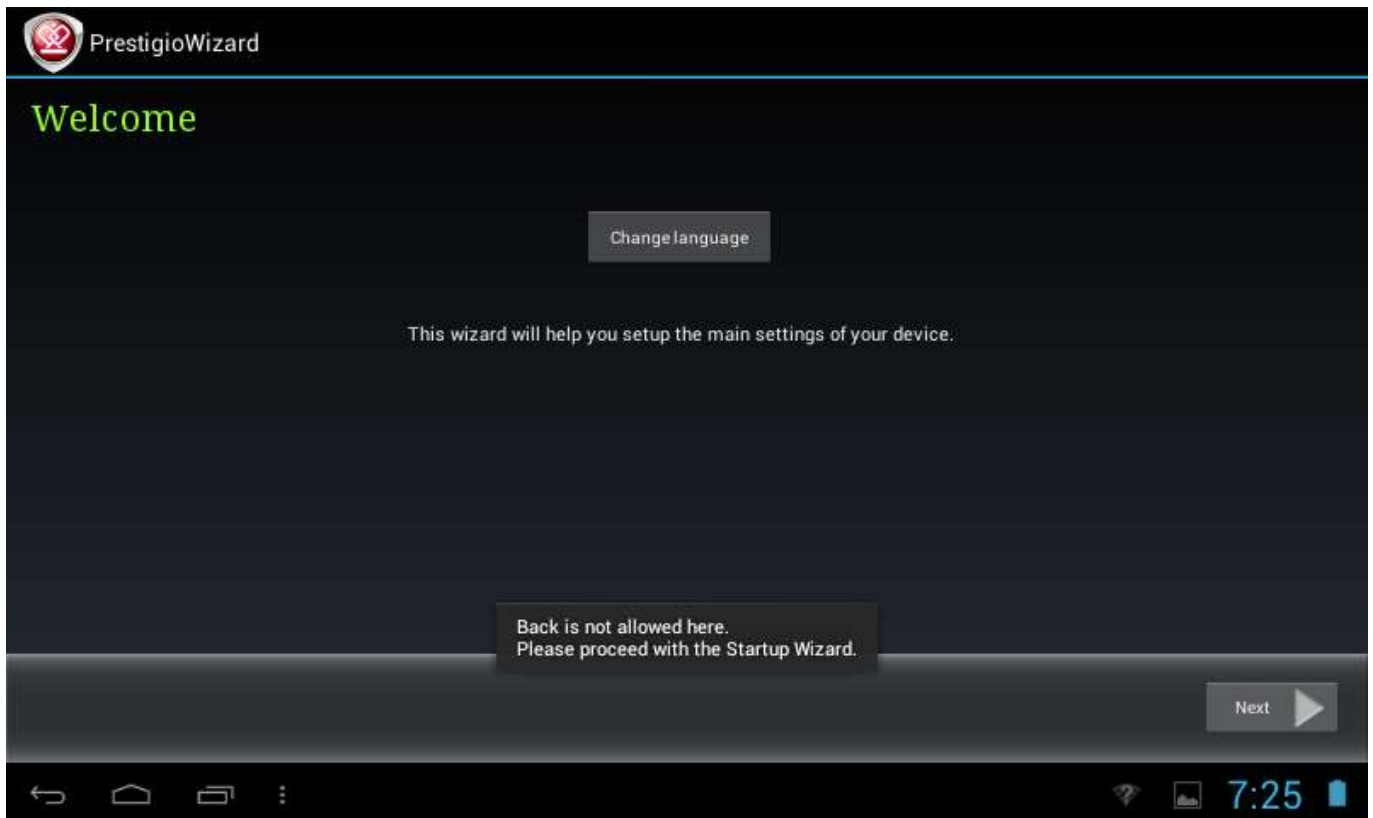 PrestigioWizard
Welcome
Change language
This wizard will help you setup the main settings of your device.
Back is not allowed here.
Please proceed with the Startup Wizard.
Next
7:25